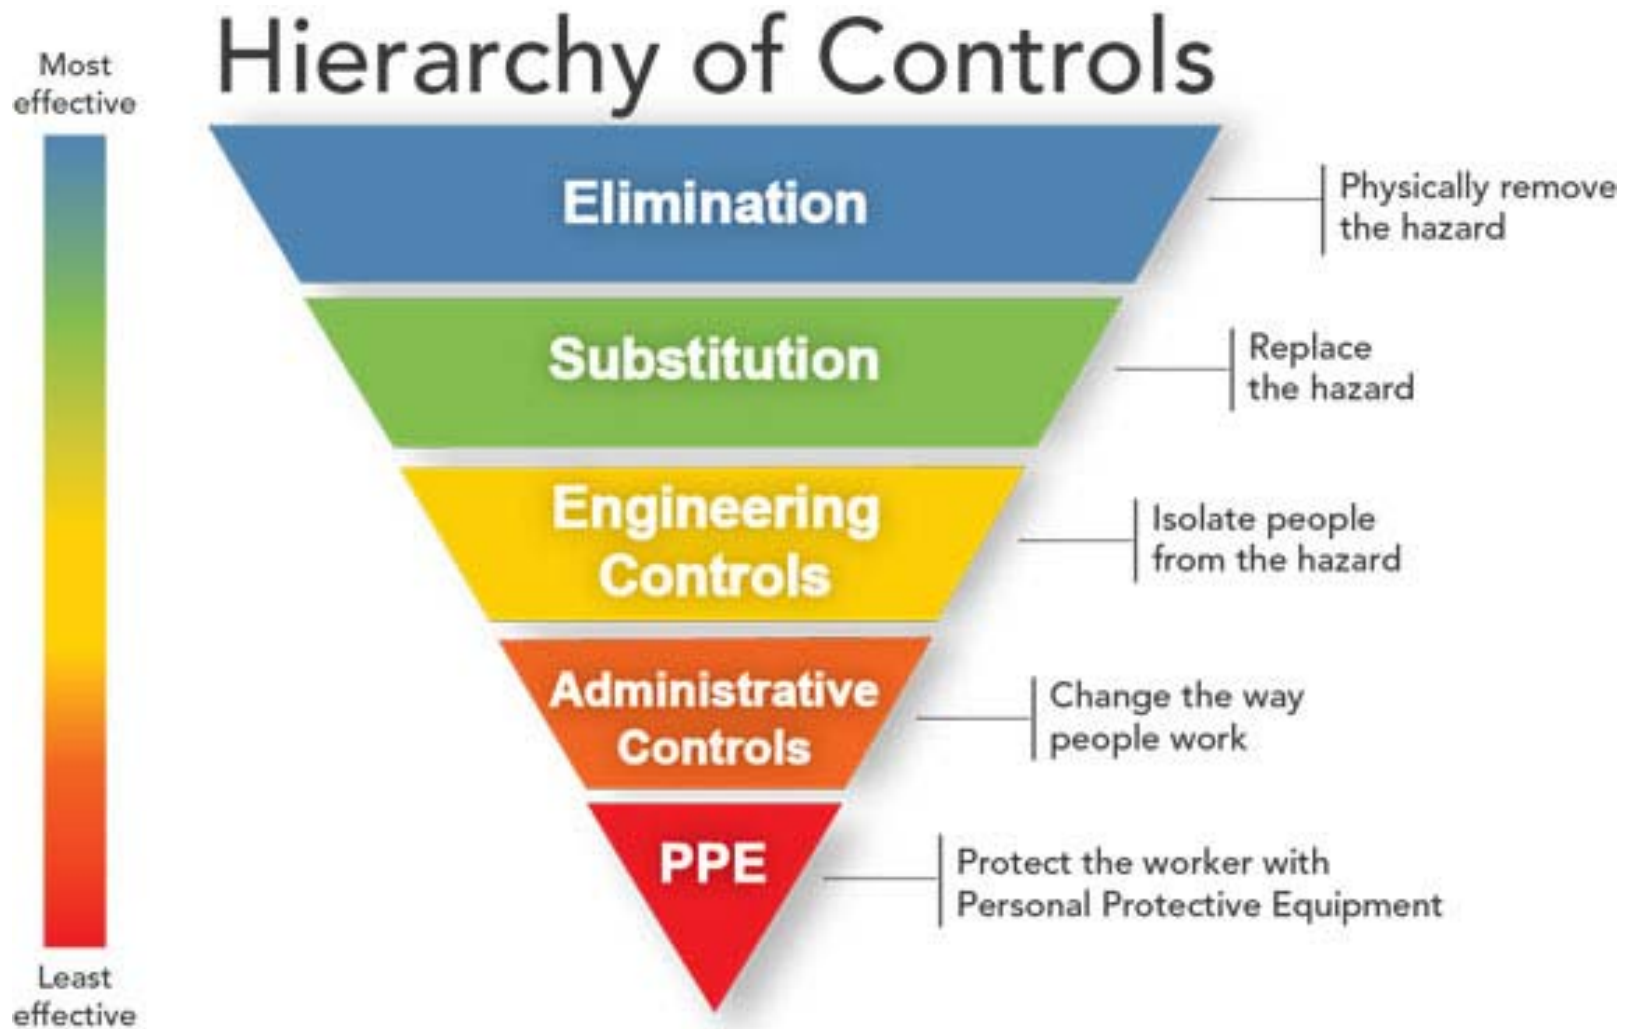 Hierarchy of Controls
Most
effective
Elimination
Physically remove
the hazard
Substitution
Replace
the hazard
Engineering
Controls
Isolate people
from the hazard
Administrative
Controls
Change the way
people work
PPE
Protect the worker with
Personal Protective Equipment
Least
effective